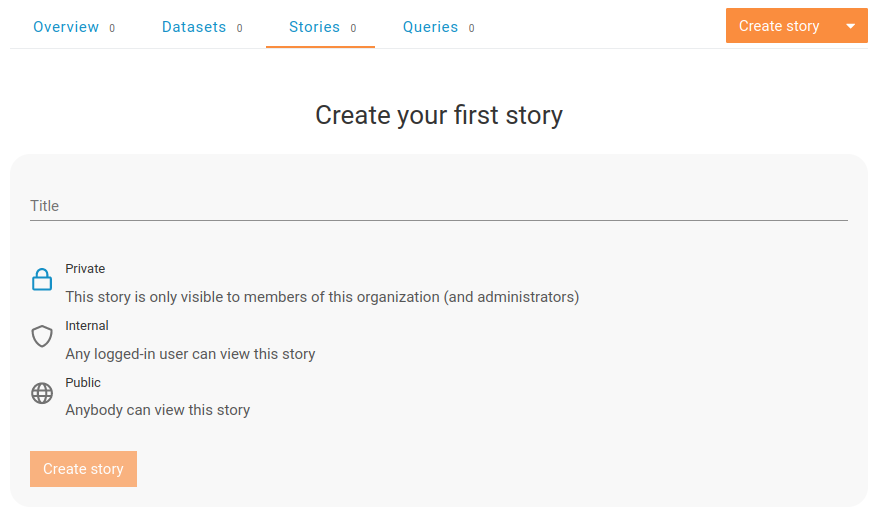 Overview 0 Datasets 0 Stories 0 Queries 0 Create story
Create your first story
Title
Private
This story is only visible to members of this organization (and administrators)
Internal
Any logged-in user can view this story
Public
Anybody can view this story
Create story